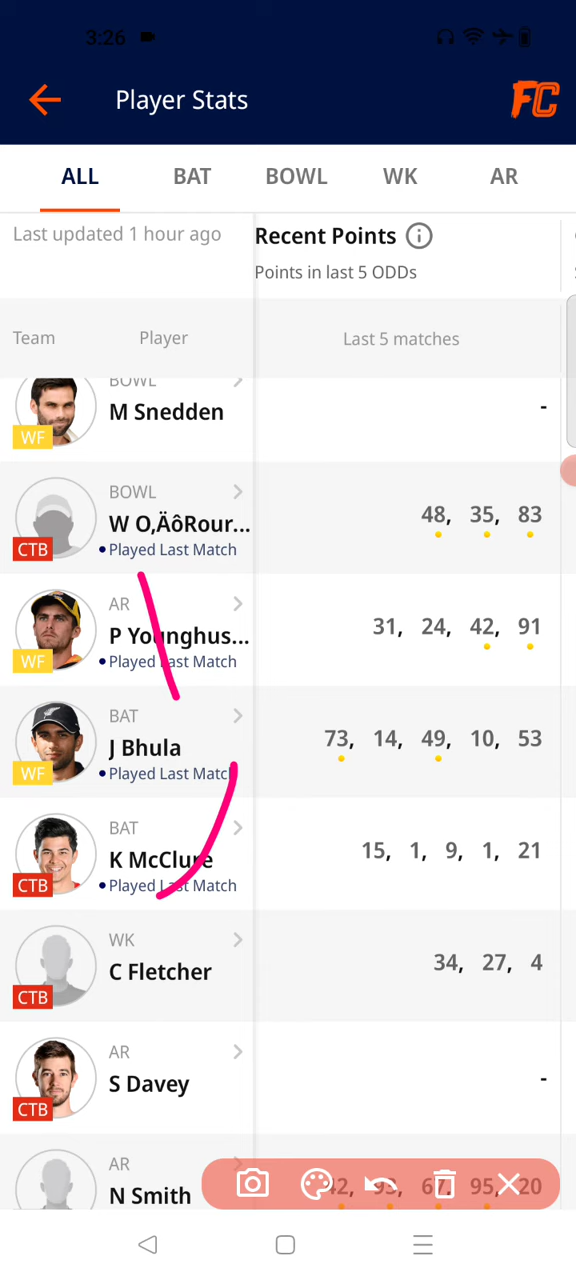 3:26
Player Stats
FC
ALL BAT BOWL WK AR
Last updated 1 hour ago
Recent Points
Points in last 5 ODDs
Team Player Last 5 matches
BOWL
M Snedden -
WF
BOWL
W O‚ÄôRour... 48, 35, 83
CTB Played Last Match
AR
P Younghus... 31, 24, 42, 91
WF Played Last Match
BAT
J Bhula 73, 14, 49, 10, 53
WF Played Last Match
BAT
K McClure 15, 1, 9, 1, 21
CTB Played Last Match
WK
C Fletcher 34, 27, 4
CTB
AR
S Davey -
CTB
AR
N Smith 42, 93, 67, 95, 20